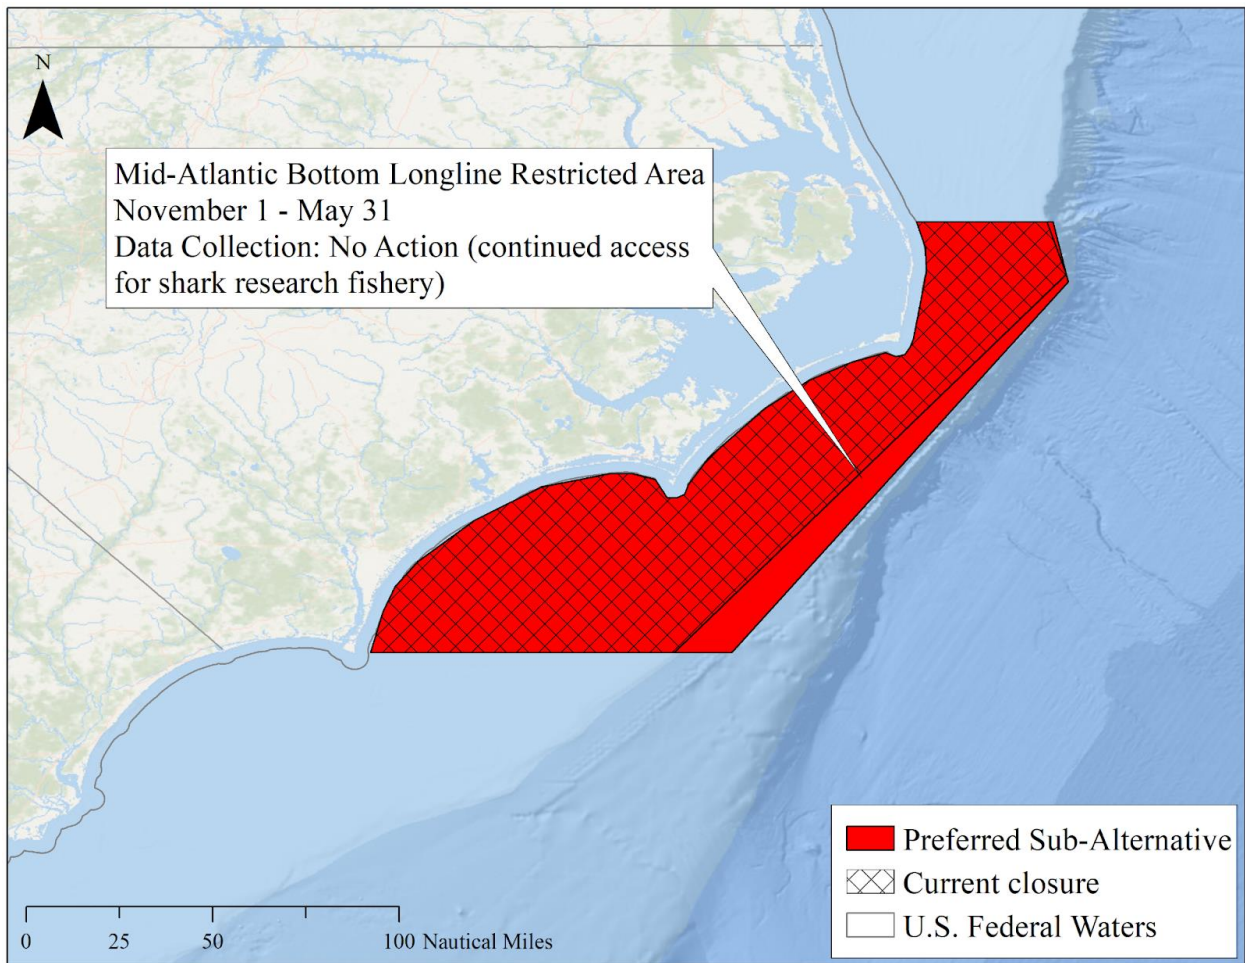 N
Mid-Atlantic Bottom Longline Restricted Area
November 1 - May 31
Data Collection: No Action (continued access
for shark research fishery)
Preferred Sub-Alternative
Current closure
U.S. Federal Waters
0 25 50 100 Nautical Miles